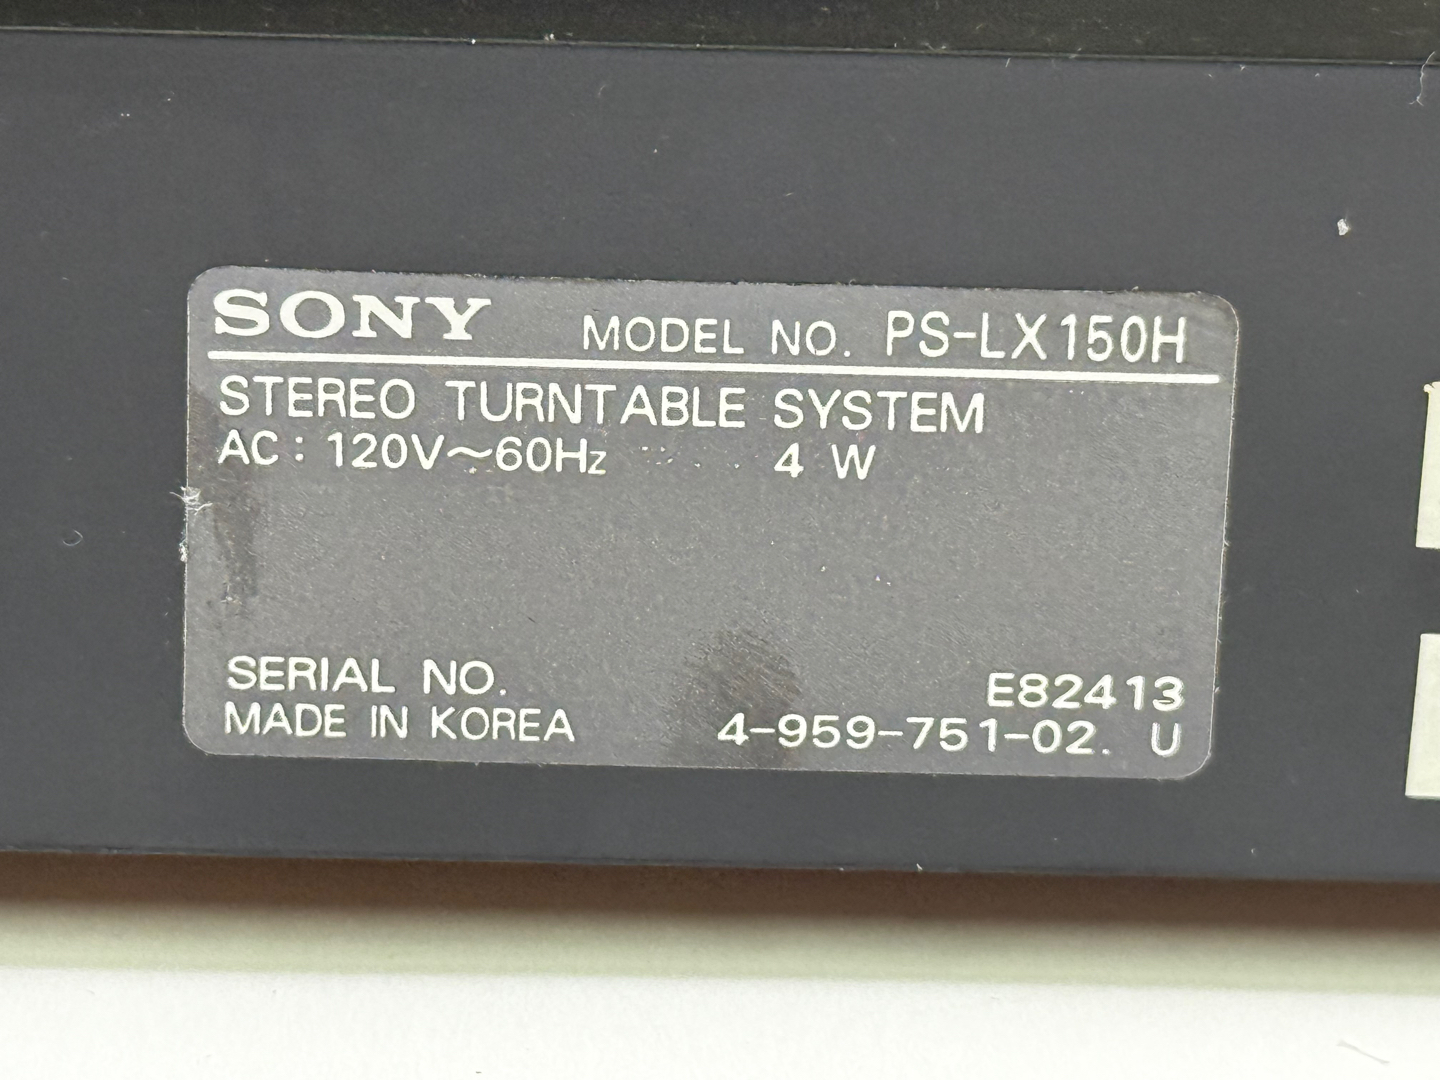 SONY MODEL NO. PS-LX150H
STEREO TURNTABLE SYSTEM
AC : 120V～60Hz 4 W
SERIAL NO. E82413
MADE IN KOREA 4-959-751-02. U